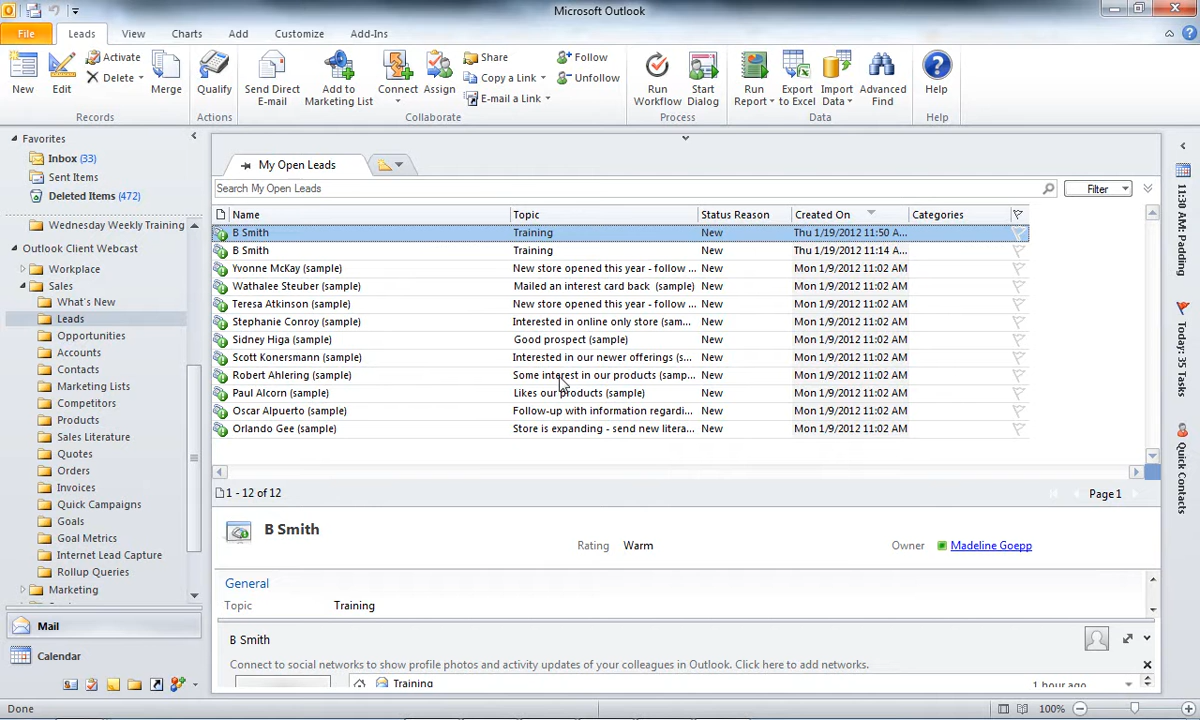 Microsoft Outlook
File Leads View Charts Add Customize Add-Ins
New Edit Activate Delete Merge Qualify Send Direct E-mail Add to Marketing List Connect Assign Share Copy a Link E-mail a Link Follow Unfollow Run Workflow Start Dialog Run Report Export to Excel Import Data Advanced Find Help
Records Actions Collaborate Process Data Help
Favorites
Inbox (33)
Sent Items
Deleted Items (472)
Wednesday Weekly Training
Outlook Client Webcast
Workplace
Sales
What's New
Leads
Opportunities
Accounts
Contacts
Marketing Lists
Competitors
Products
Sales Literature
Quotes
Orders
Invoices
Quick Campaigns
Goals
Goal Metrics
Internet Lead Capture
Rollup Queries
Marketing
Mail
Calendar
My Open Leads
Search My Open Leads Filter
Name Topic Status Reason Created On Categories
B Smith Training New Thu 1/19/2012 11:50 A...
B Smith Training New Thu 1/19/2012 11:14 A...
Yvonne McKay (sample) New store opened this year - follow ... New Mon 1/9/2012 11:02 AM
Wathalee Steuber (sample) Mailed an interest card back (sample) New Mon 1/9/2012 11:02 AM
Teresa Atkinson (sample) New store opened this year - follow ... New Mon 1/9/2012 11:02 AM
Stephanie Conroy (sample) Interested in online only store (sam... New Mon 1/9/2012 11:02 AM
Sidney Higa (sample) Good prospect (sample) New Mon 1/9/2012 11:02 AM
Scott Konersmann (sample) Interested in our newer offerings (s... New Mon 1/9/2012 11:02 AM
Robert Ahlering (sample) Some interest in our products (samp... New Mon 1/9/2012 11:02 AM
Paul Alcorn (sample) Likes our products (sample) New Mon 1/9/2012 11:02 AM
Oscar Alpuerto (sample) Follow-up with information regardi... New Mon 1/9/2012 11:02 AM
Orlando Gee (sample) Store is expanding - send new litera... New Mon 1/9/2012 11:02 AM
1 - 12 of 12 Page 1
B Smith
Rating Warm Owner Madeline Goepp
General
Topic Training
B Smith
Connect to social networks to show profile photos and activity updates of your colleagues in Outlook. Click here to add networks.
Training 1 hour ago
11:30 AM: Padding
Today: 35 Tasks
Quick Contacts
Done 100%